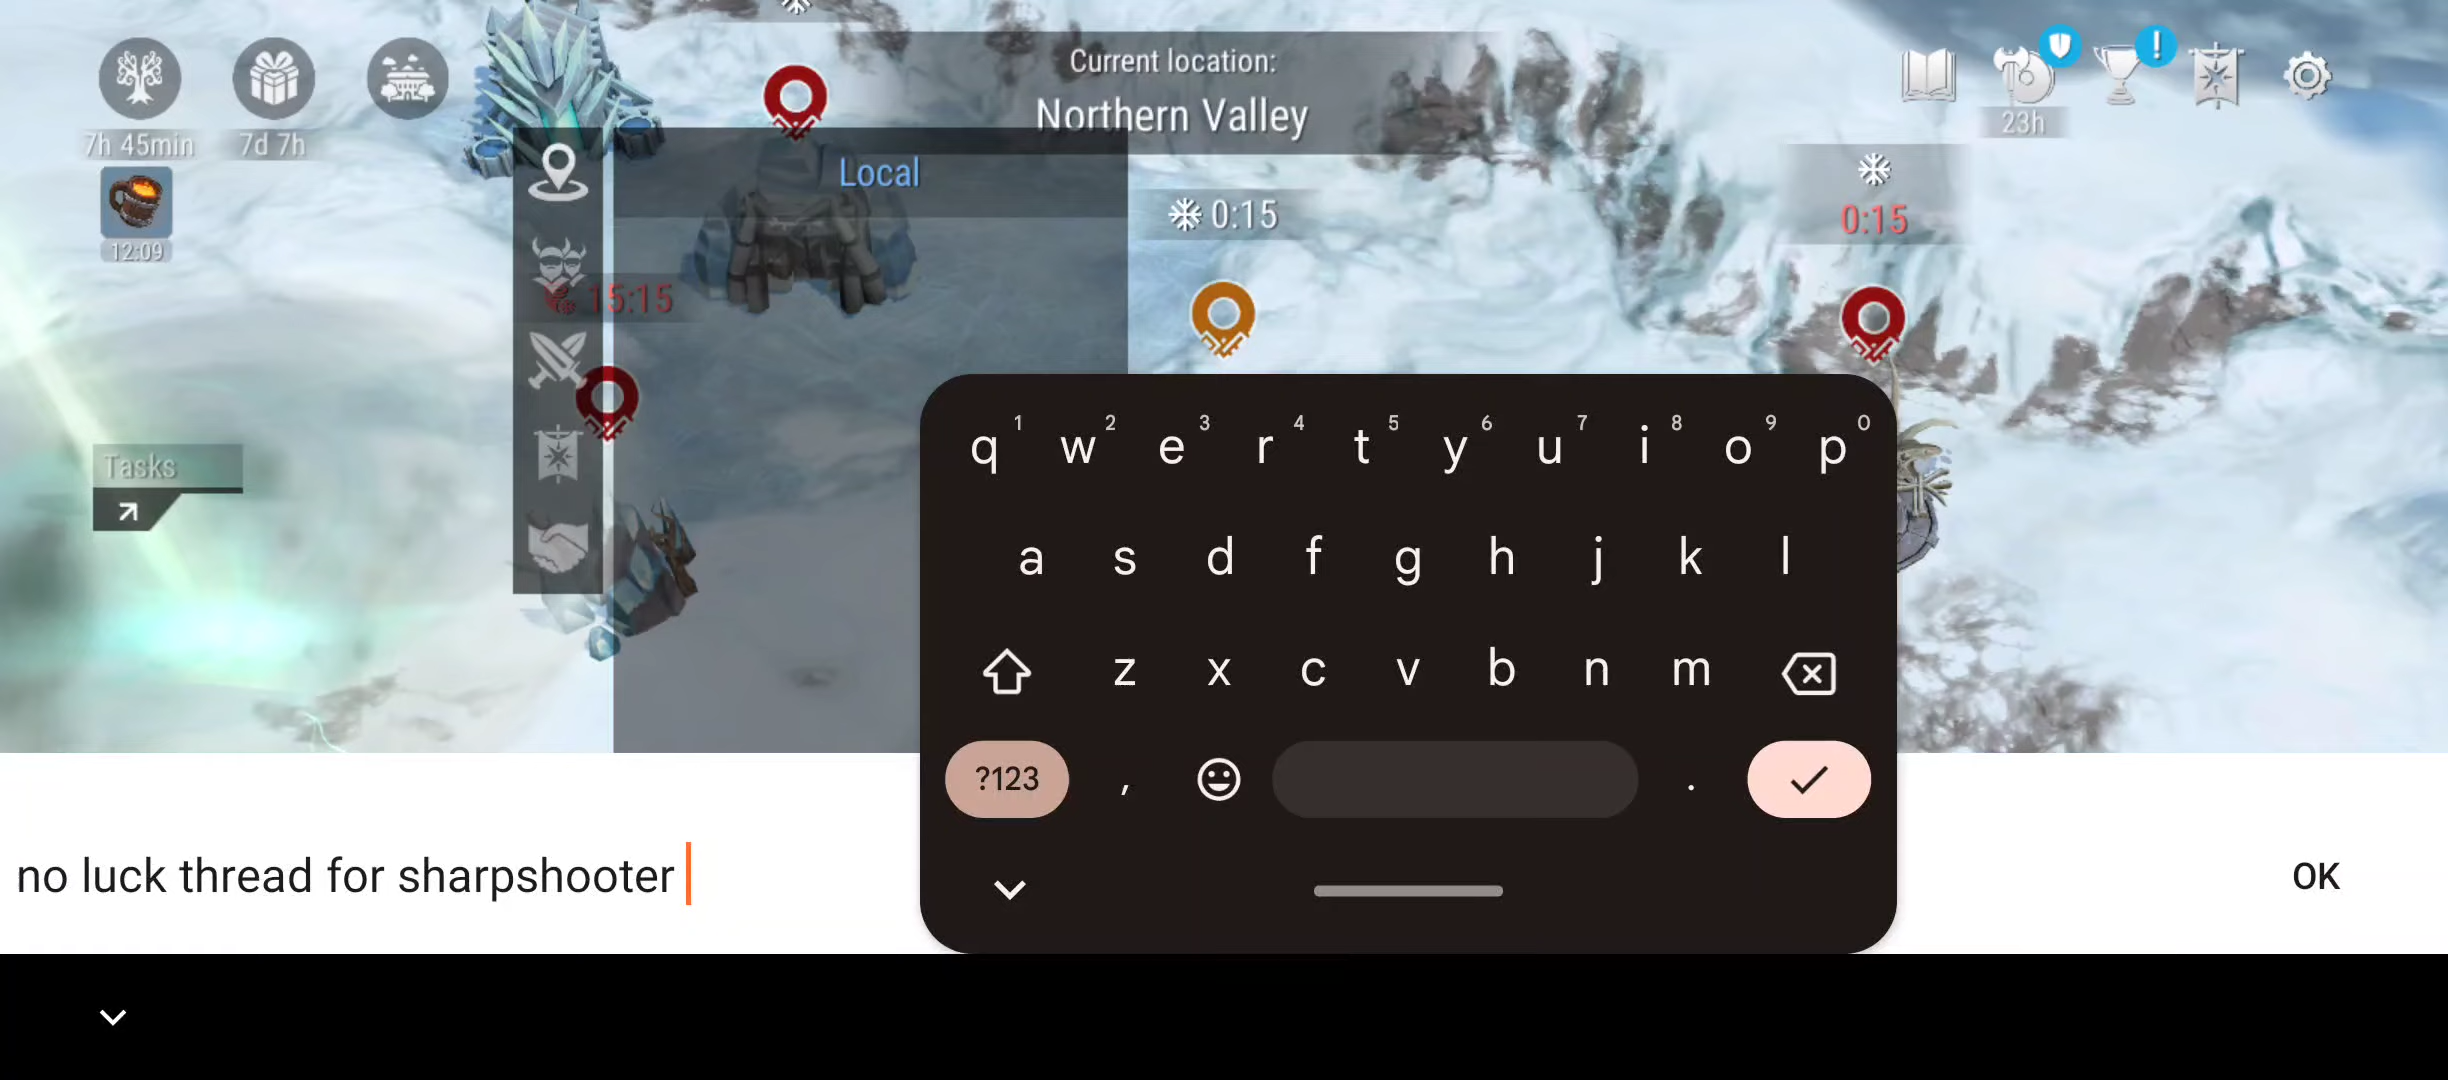 Current location:
Northern Valley
7h 45min
7d 7h
23h
Local
12:09
0:15
0:15
15:15
Tasks
q 1 w 2 e 3 r 4 t 5 y 6 u 7 i 8 o 9 p 0
a s d f g h j k l
z x c v b n m
?123 , .
no luck thread for sharpshooter
OK